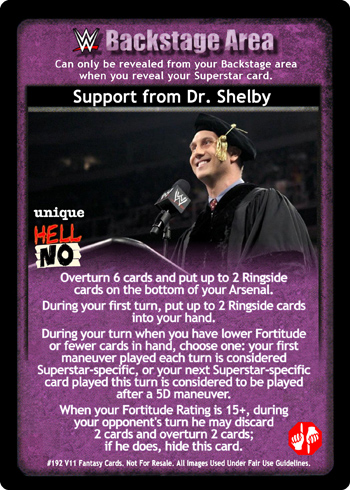 W
Backstage Area
Can only be revealed from your Backstage area
when you reveal your Superstar card.
Support from Dr. Shelby
W
unique
HELL
NO
Overturn 6 cards and put up to 2 Ringside
cards on the bottom of your Arsenal.
During your first turn, put up to 2 Ringside cards
into your hand.
During your turn when you have lower Fortitude
or fewer cards in hand, choose one: your first
maneuver played each turn is considered
Superstar-specific, or your next Superstar-specific
card played this turn is considered to be played
after a 5D maneuver.
When your Fortitude Rating is 15+, during
your opponent's turn he may discard
2 cards and overturn 2 cards;
if he does, hide this card.
#192 V11 Fantasy Cards. Not For Resale. All Images Used Under Fair Use Guidelines.